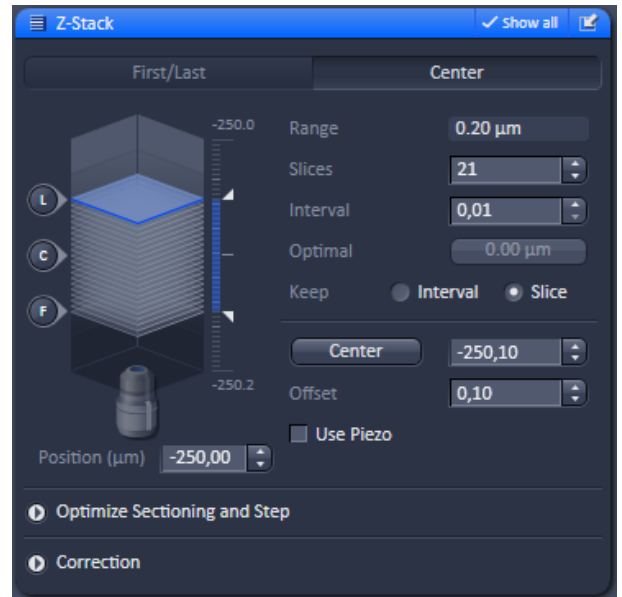 Z-Stack Show all
First/Last Center
-250.0 Range 0.20 µm
Slices 21
L Interval 0,01
C Optimal 0.00 µm
Keep Interval Slice
F
Center -250,10
-250.2 Offset 0,10
Use Piezo
Position (µm) -250,00
Optimize Sectioning and Step
Correction